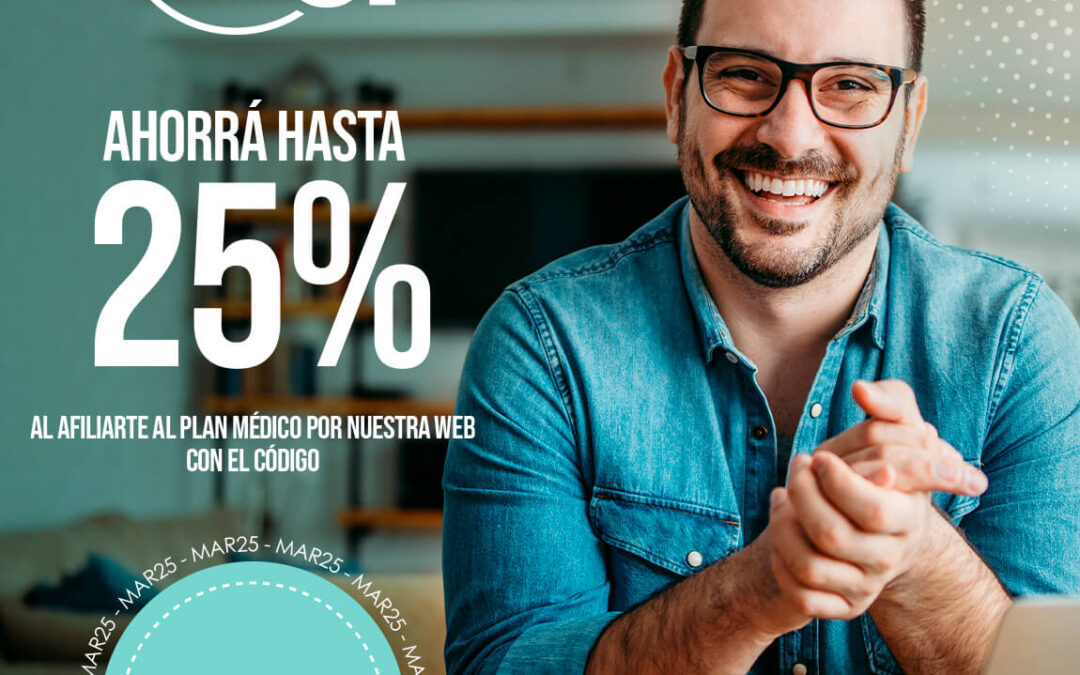 AHORRÁ HASTA
25%
AL AFILIARTE AL PLAN MÉDICO POR NUESTRA WEB
CON EL CÓDIGO
MAR25 - MAR25 - MAR25 - MAR25 - MAR25 - MAR25